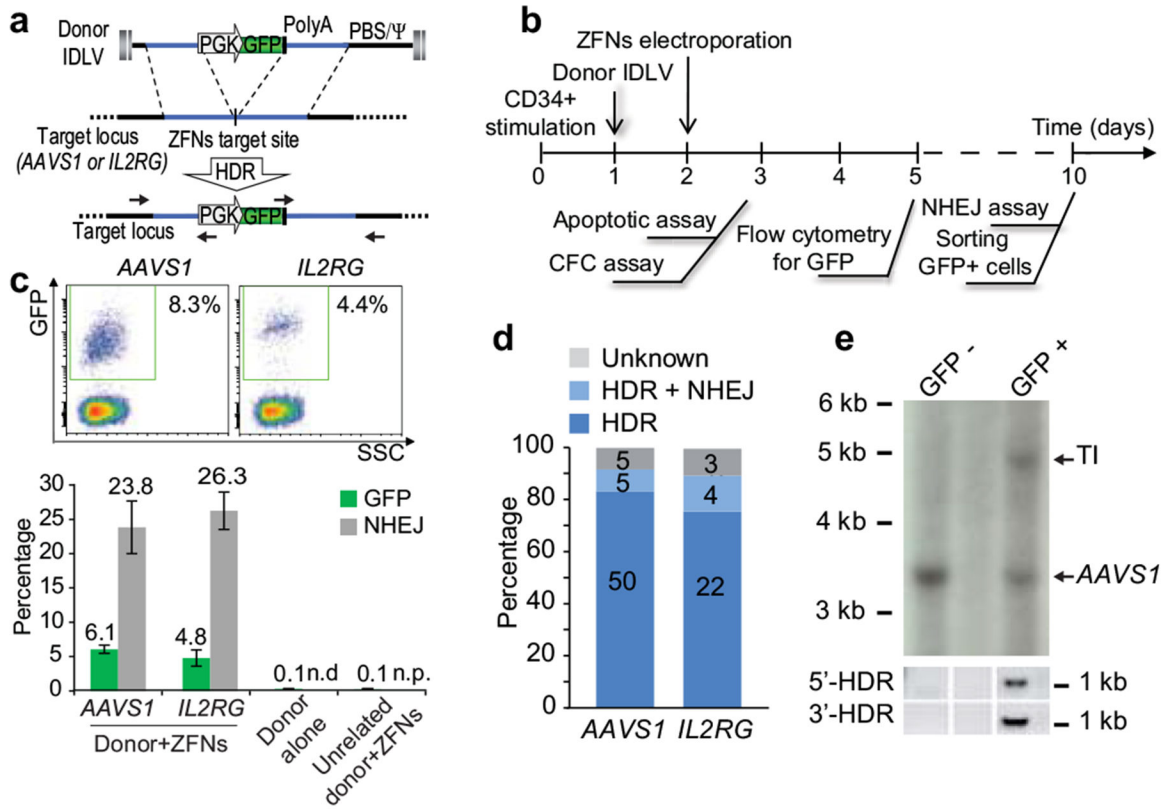 a
Donor IDLV
PGK GFP
PolyA
PBS/Ψ
Target locus (AAVS1 or IL2RG)
ZFNs target site
HDR
PGK GFP
Target locus
b
ZFNs electroporation
Donor IDLV
CD34+ stimulation
Time (days)
0 1 2 3 4 5 10
Apoptotic assay
CFC assay
Flow cytometry for GFP
NHEJ assay
Sorting GFP+ cells
c
AAVS1 IL2RG
GFP
8.3% 4.4%
SSC
30
25
20
15
10
5
0
Percentage
23.8 26.3
GFP
NHEJ
6.1 4.8 0.1 n.d 0.1 n.p.
AAVS1 IL2RG
Donor+ZFNs
Donor alone
Unrelated donor+ZFNs
d
Unknown
HDR + NHEJ
HDR
100
80
60
40
20
0
Percentage
5 3
5 4
50 22
AAVS1 IL2RG
e
GFP - GFP +
6 kb
5 kb
4 kb
3 kb
TI
AAVS1
5'-HDR 1 kb
3'-HDR 1 kb